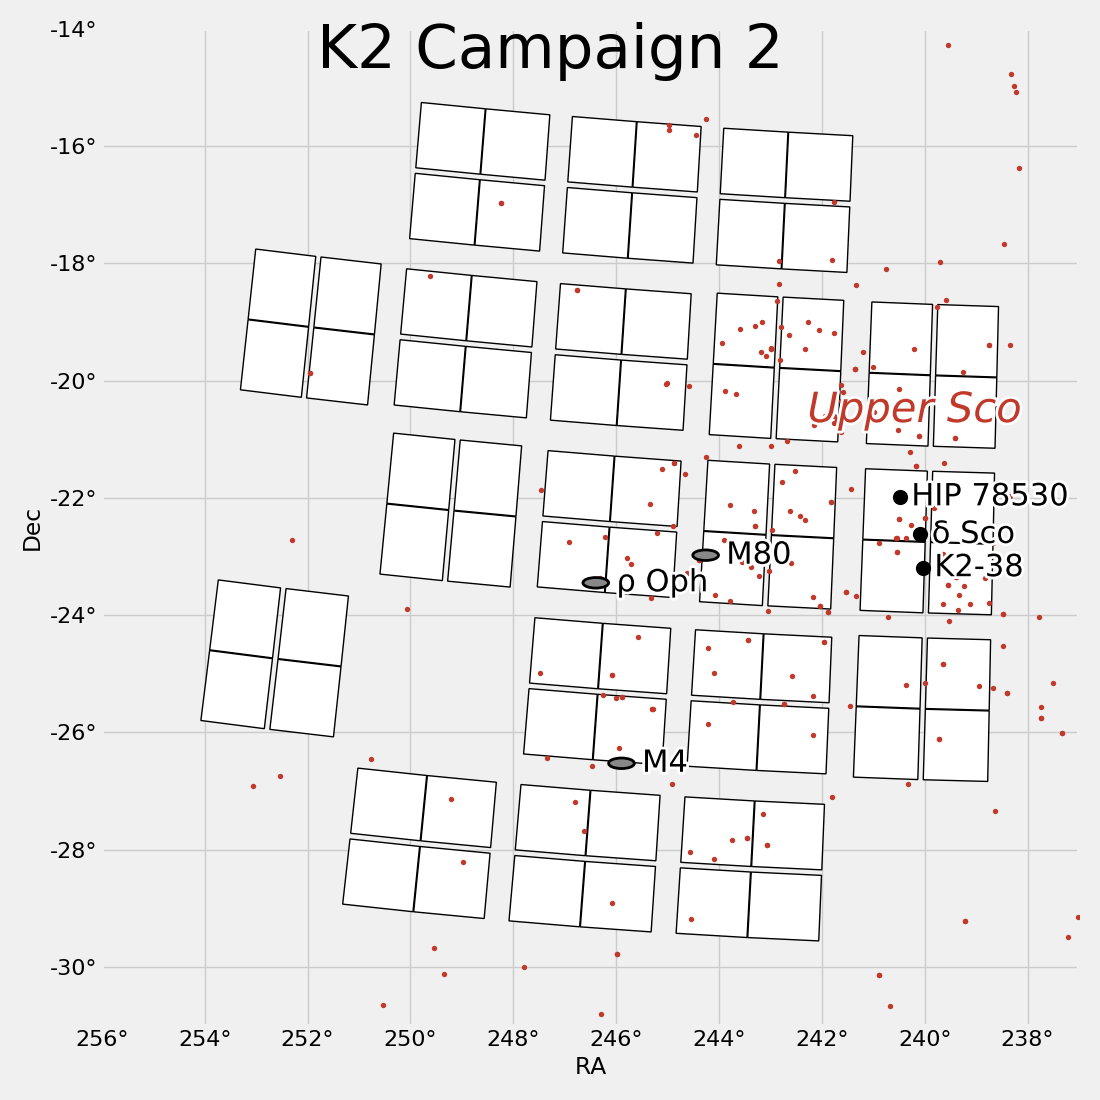 K2 Campaign 2
-14°
-16°
-18°
-20°
-22°
-24°
-26°
-28°
-30°
Dec
Upper Sco
HIP 78530
δ Sco
K2-38
M80
ρ Oph
M4
256°
254°
252°
250°
248°
246°
244°
242°
240°
238°
RA